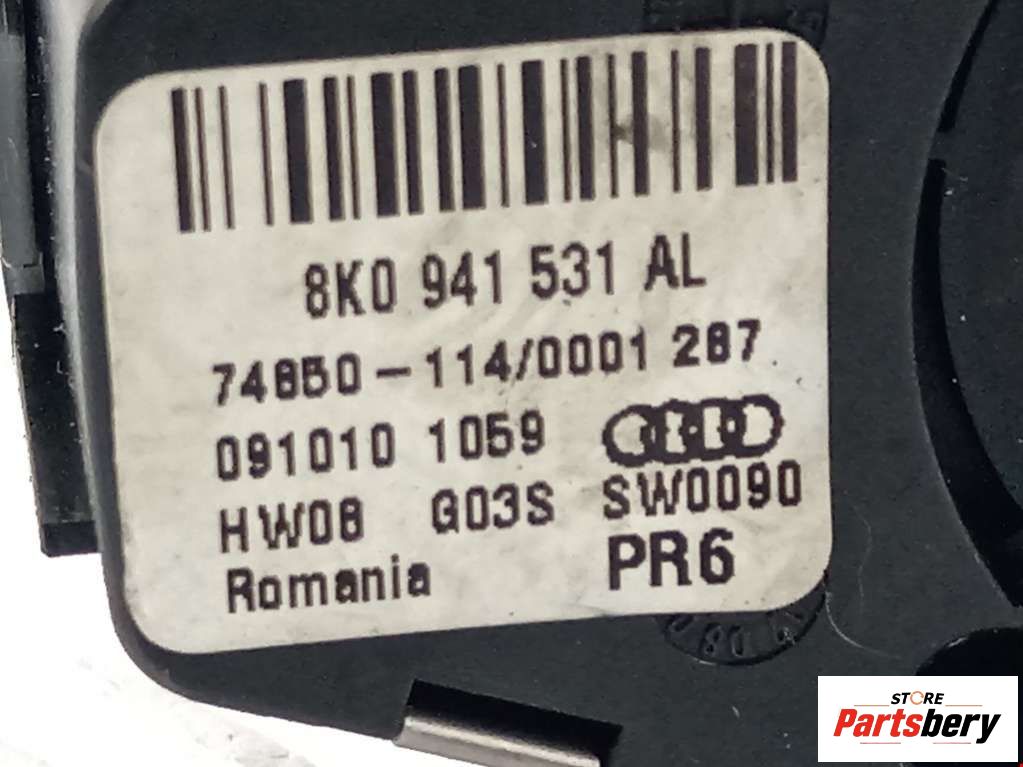 8K0 941 531 AL
74850-114/0001 287
091010 1059
HW08 G03S SW0090
Romania PR6
STORE
Partsbery